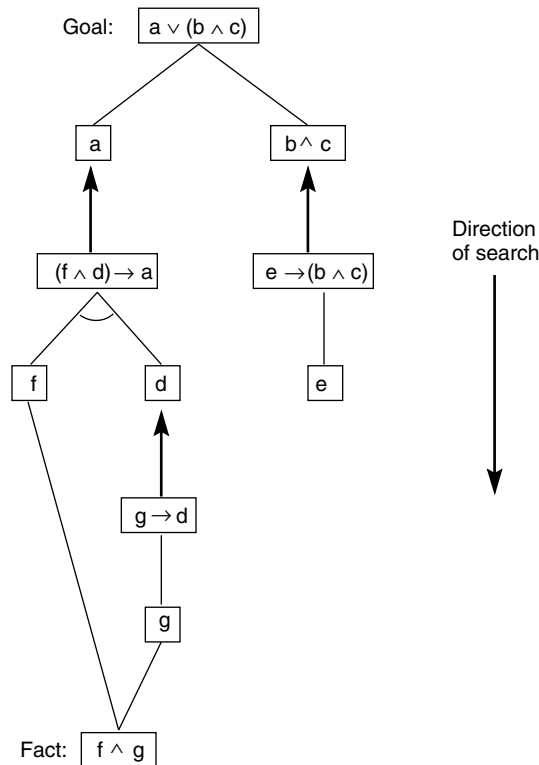 Goal: a ∨ (b ∧ c)
a
b ∧ c
Direction
of search
(f ∧ d) → a
e → (b ∧ c)
f
d
e
g → d
g
Fact: f ∧ g